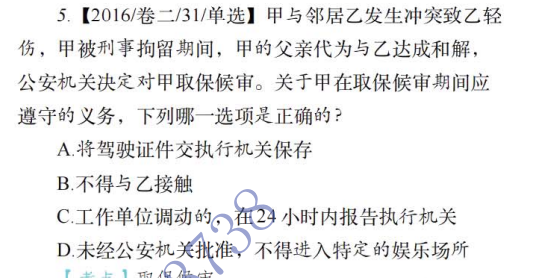 5.【2016/卷二/31/单选】甲与邻居乙发生冲突致乙轻
伤，甲被刑事拘留期间，甲的父亲代为与乙达成和解，
公安机关决定对甲取保候审。关于甲在取保候审期间应
遵守的义务，下列哪一选项是正确的？
A.将驾驶证件交执行机关保存
B.不得与乙接触
C.工作单位调动的，在24小时内报告执行机关
D.未经公安机关批准，不得进入特定的娱乐场所
【考点】取保候审
738